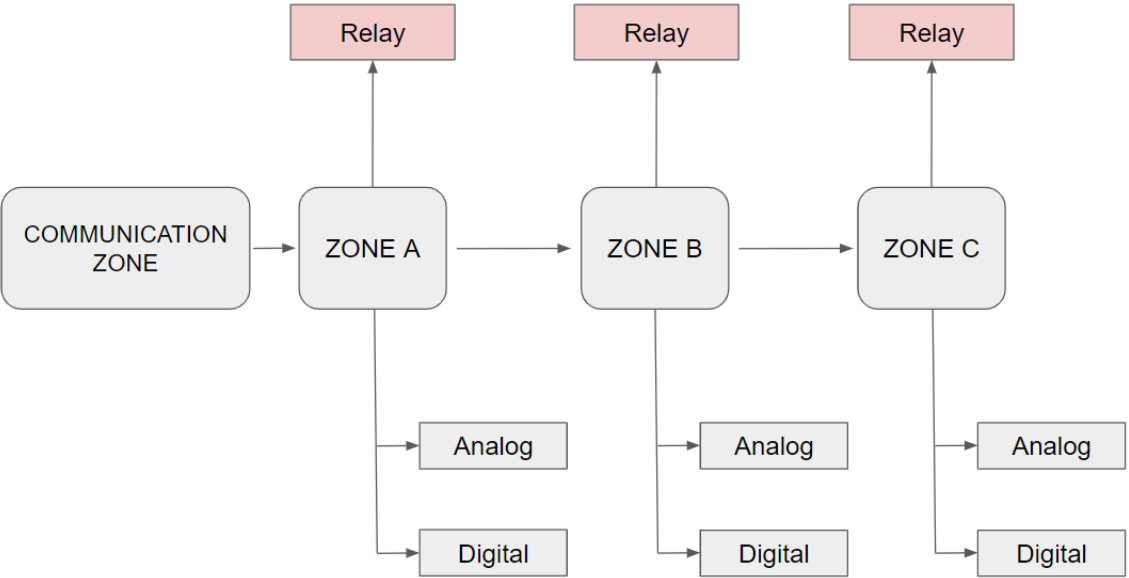 Relay
Relay
Relay
COMMUNICATION
ZONE
ZONE A
ZONE B
ZONE C
Analog
Analog
Analog
Digital
Digital
Digital